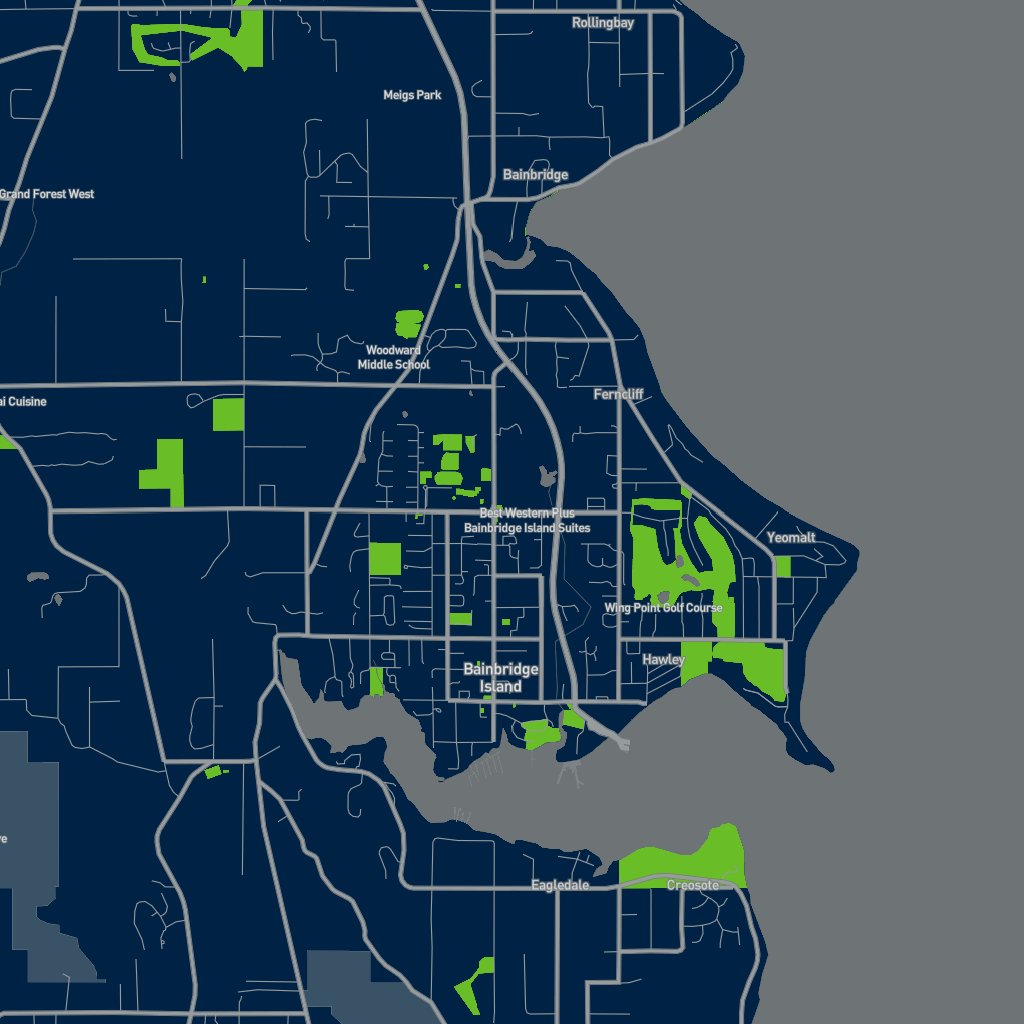 Rollingbay
Meigs Park
Bainbridge
Grand Forest West
Woodward
Middle School
Ferncliff
ai Cuisine
Best Western Plus
Bainbridge Island Suites
Yeomalt
Wing Point Golf Course
Hawley
Bainbridge
Island
Eagledale
Creosote